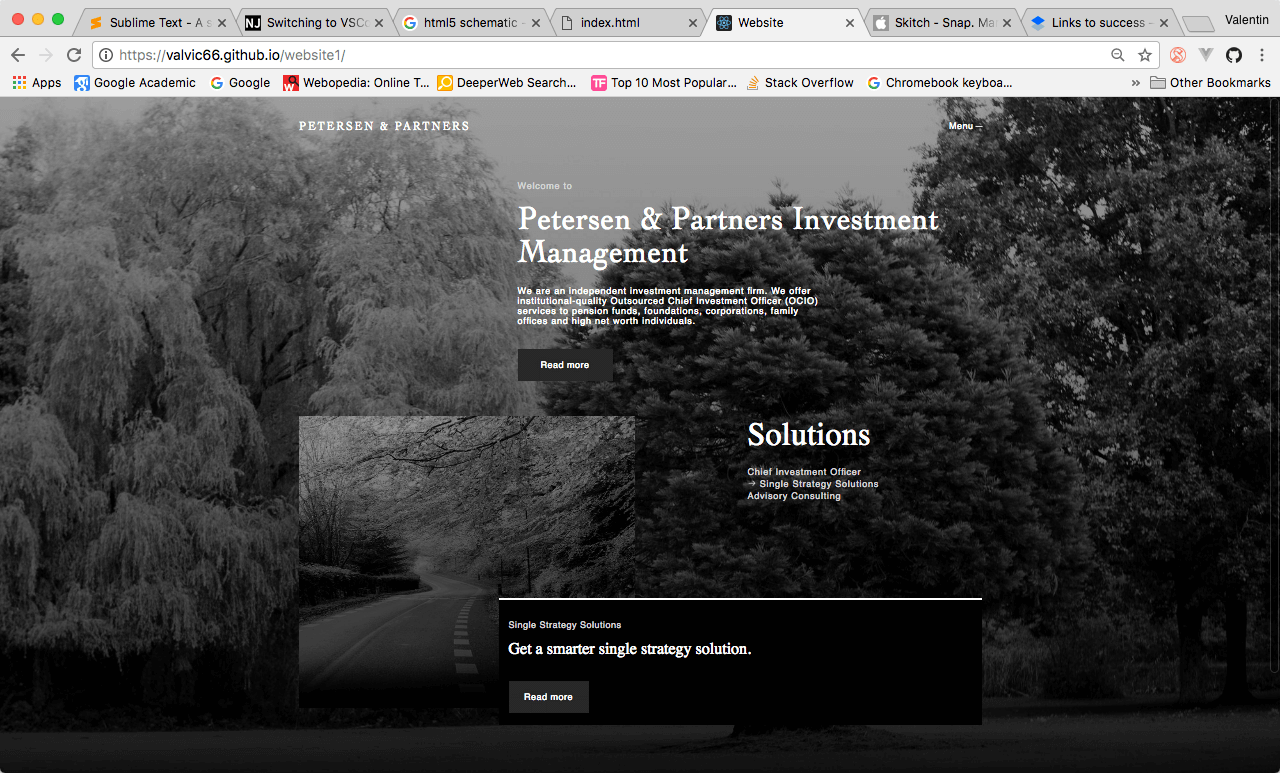 Sublime Text - A s
Switching to VSCo
html5 schematic -
index.html
Website
Skitch - Snap. Mar
Links to success -
Valentin
https://valvic66.github.io/website1/
Apps
Google Academic
Google
Webopedia: Online T...
DeeperWeb Search...
TF Top 10 Most Popular...
Stack Overflow
Chromebook keyboa...
»
Other Bookmarks
PETERSEN & PARTNERS
Menu —
Welcome to
Petersen & Partners Investment
Management
We are an independent investment management firm. We offer
institutional-quality Outsourced Chief Investment Officer (OCIO)
services to pension funds, foundations, corporations, family
offices and high net worth individuals.
Read more
Solutions
Chief Investment Officer
→ Single Strategy Solutions
Advisory Consulting
Single Strategy Solutions
Get a smarter single strategy solution.
Read more